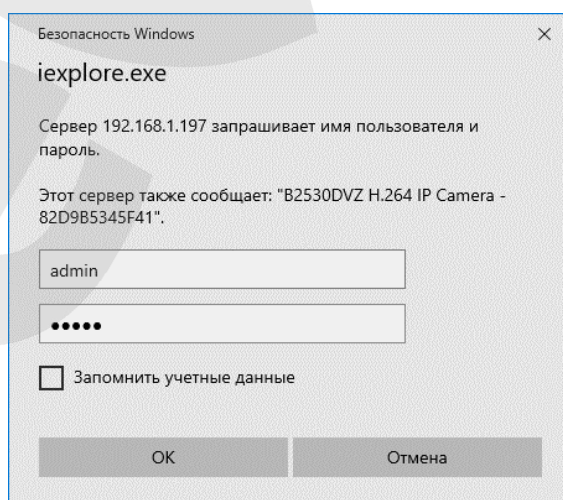 Безопасность Windows
iexplore.exe
Сервер 192.168.1.197 запрашивает имя пользователя и
пароль.
Этот сервер также сообщает: "B2530DVZ H.264 IP Camera -
82D9B5345F41".
admin
●●●●●
Запомнить учетные данные
ОК
Отмена